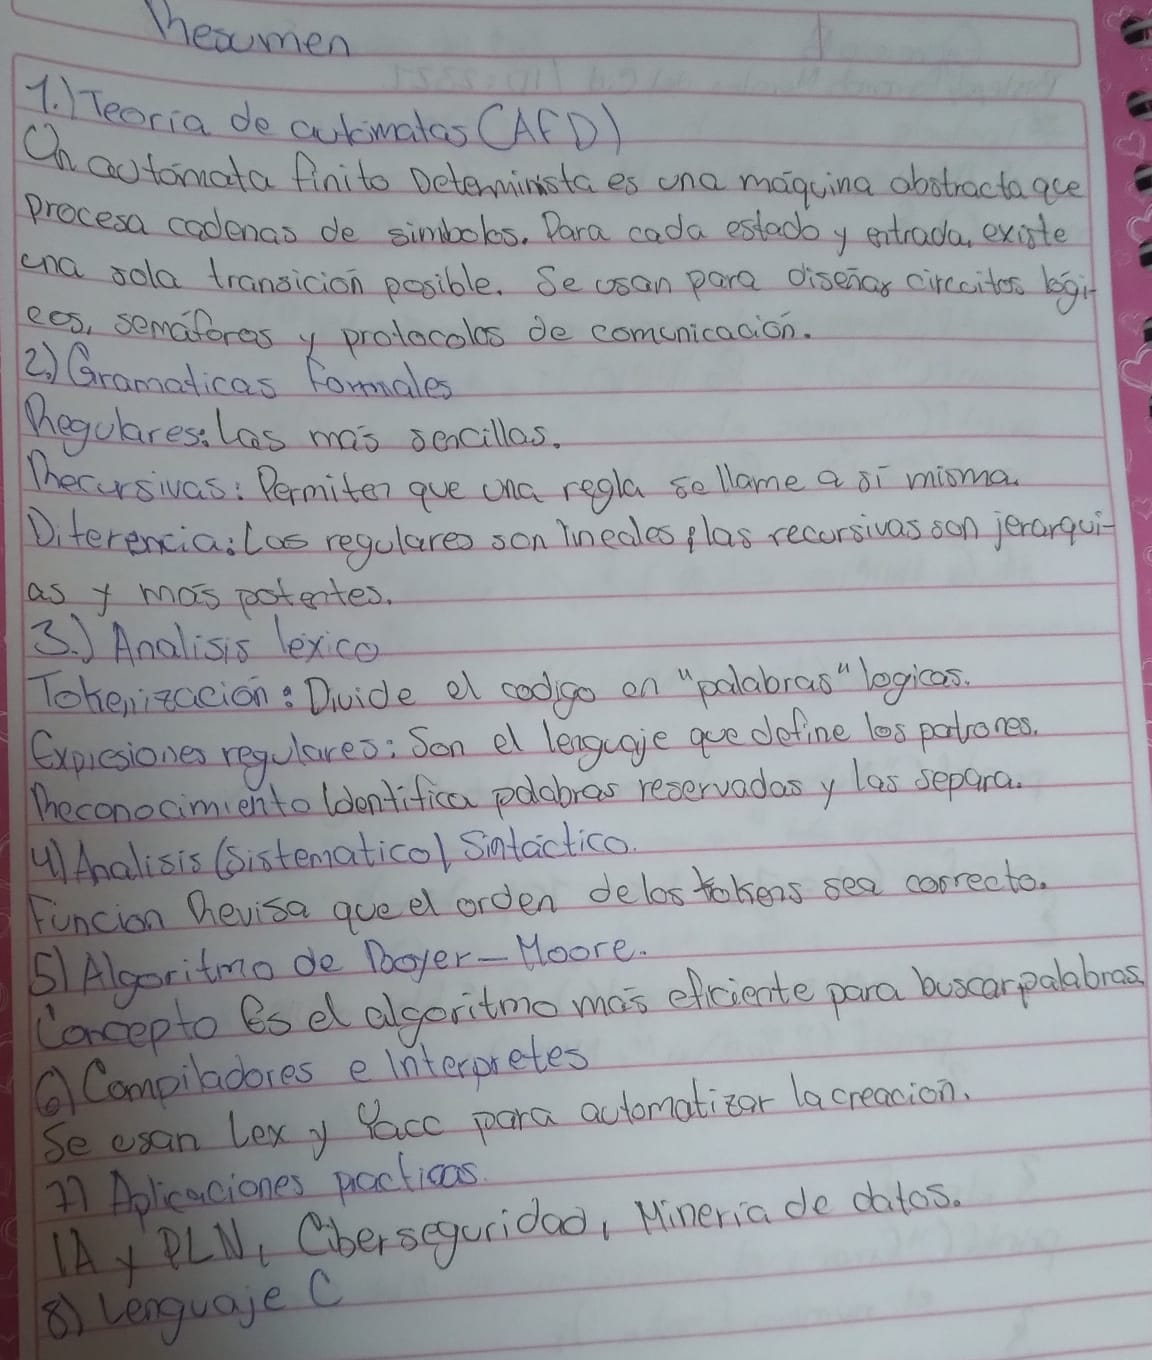 Resumen
1.) Teoria de autómatas (AFD)
Un autómata finito Determinista es una máquina abstracta que
procesa cadenas de simbolos. Para cada estado y entrada, existe
una sola transición posible. Se usan para diseñar circuitos lógi-
cos, semáforos y protocolos de comunicación.
2.) Gramaticas Formales
Regulares: Las más sencillas.
Recursivas: Permiten que una regla se llame a sí misma.
Diferencia: Las regulares son lineales, las recursivas son jerarqui-
as y más potentes.
3.) Analisis lexico
Tokenización: Divide el codigo en "palabras" logicas.
Expresiones regulares: Son el lenguaje que define los patrones.
Reconocimiento Identifica palabras reservadas y las separa.
4) Analisis (Sistematico) Sintáctico.
Funcion Revisa que el orden de los tokens sea correcto.
5) Algoritmo de Boyer-Moore.
Concepto Es el algoritmo más eficiente para buscar palabras
6) Compiladores e Interpretes
Se usan Lex y Yacc para automatizar la creación.
7) Aplicaciones practicas.
IA y PLN, Ciberseguridad, Mineria de datos.
8) Lenguaje C